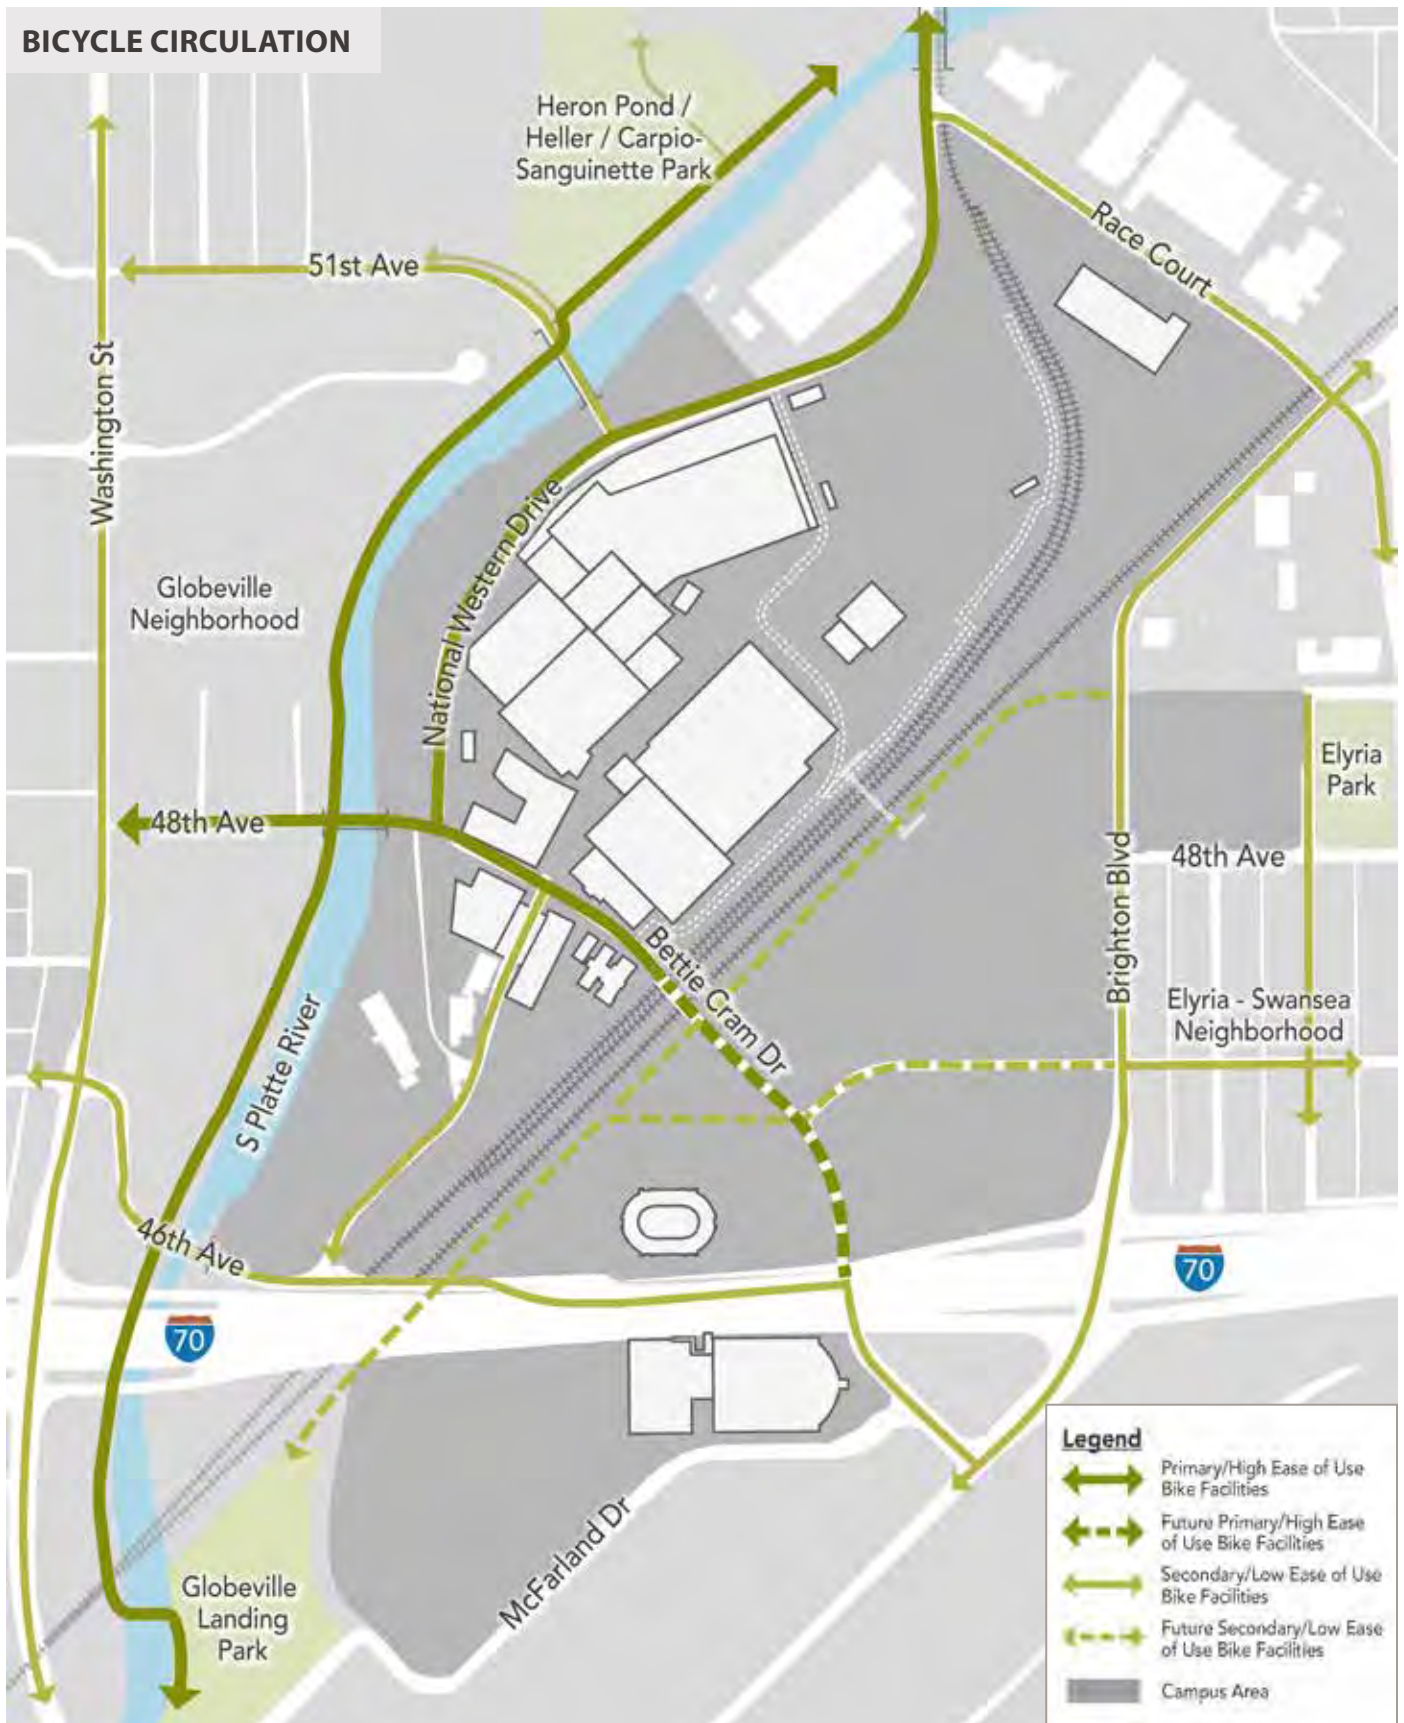 BICYCLE CIRCULATION
Heron Pond /
Heller / Carpio-
Sanguinette Park
Race Court
51st Ave
Washington St
National Western Drive
Globeville
Neighborhood
Elyria
Park
48th Ave
48th Ave
Brighton Blvd
Bettie Cram Dr
Elyria - Swansea
Neighborhood
S Platte River
46th Ave
70
70
McFarland Dr
Globeville
Landing
Park
Legend
Primary/High Ease of Use
Bike Facilities
Future Primary/High Ease
of Use Bike Facilities
Secondary/Low Ease of Use
Bike Facilities
Future Secondary/Low Ease
of Use Bike Facilities
Campus Area